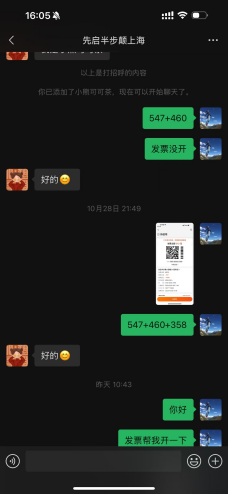 16:05
先启半步颠上海
以上是打招呼的内容
你已添加了小熊可可茶，现在可以开始聊天了。
547+460
发票没开
好的😊
10月28日 21:49
547+460+358
好的😊
昨天 10:43
你好
发票帮我开一下